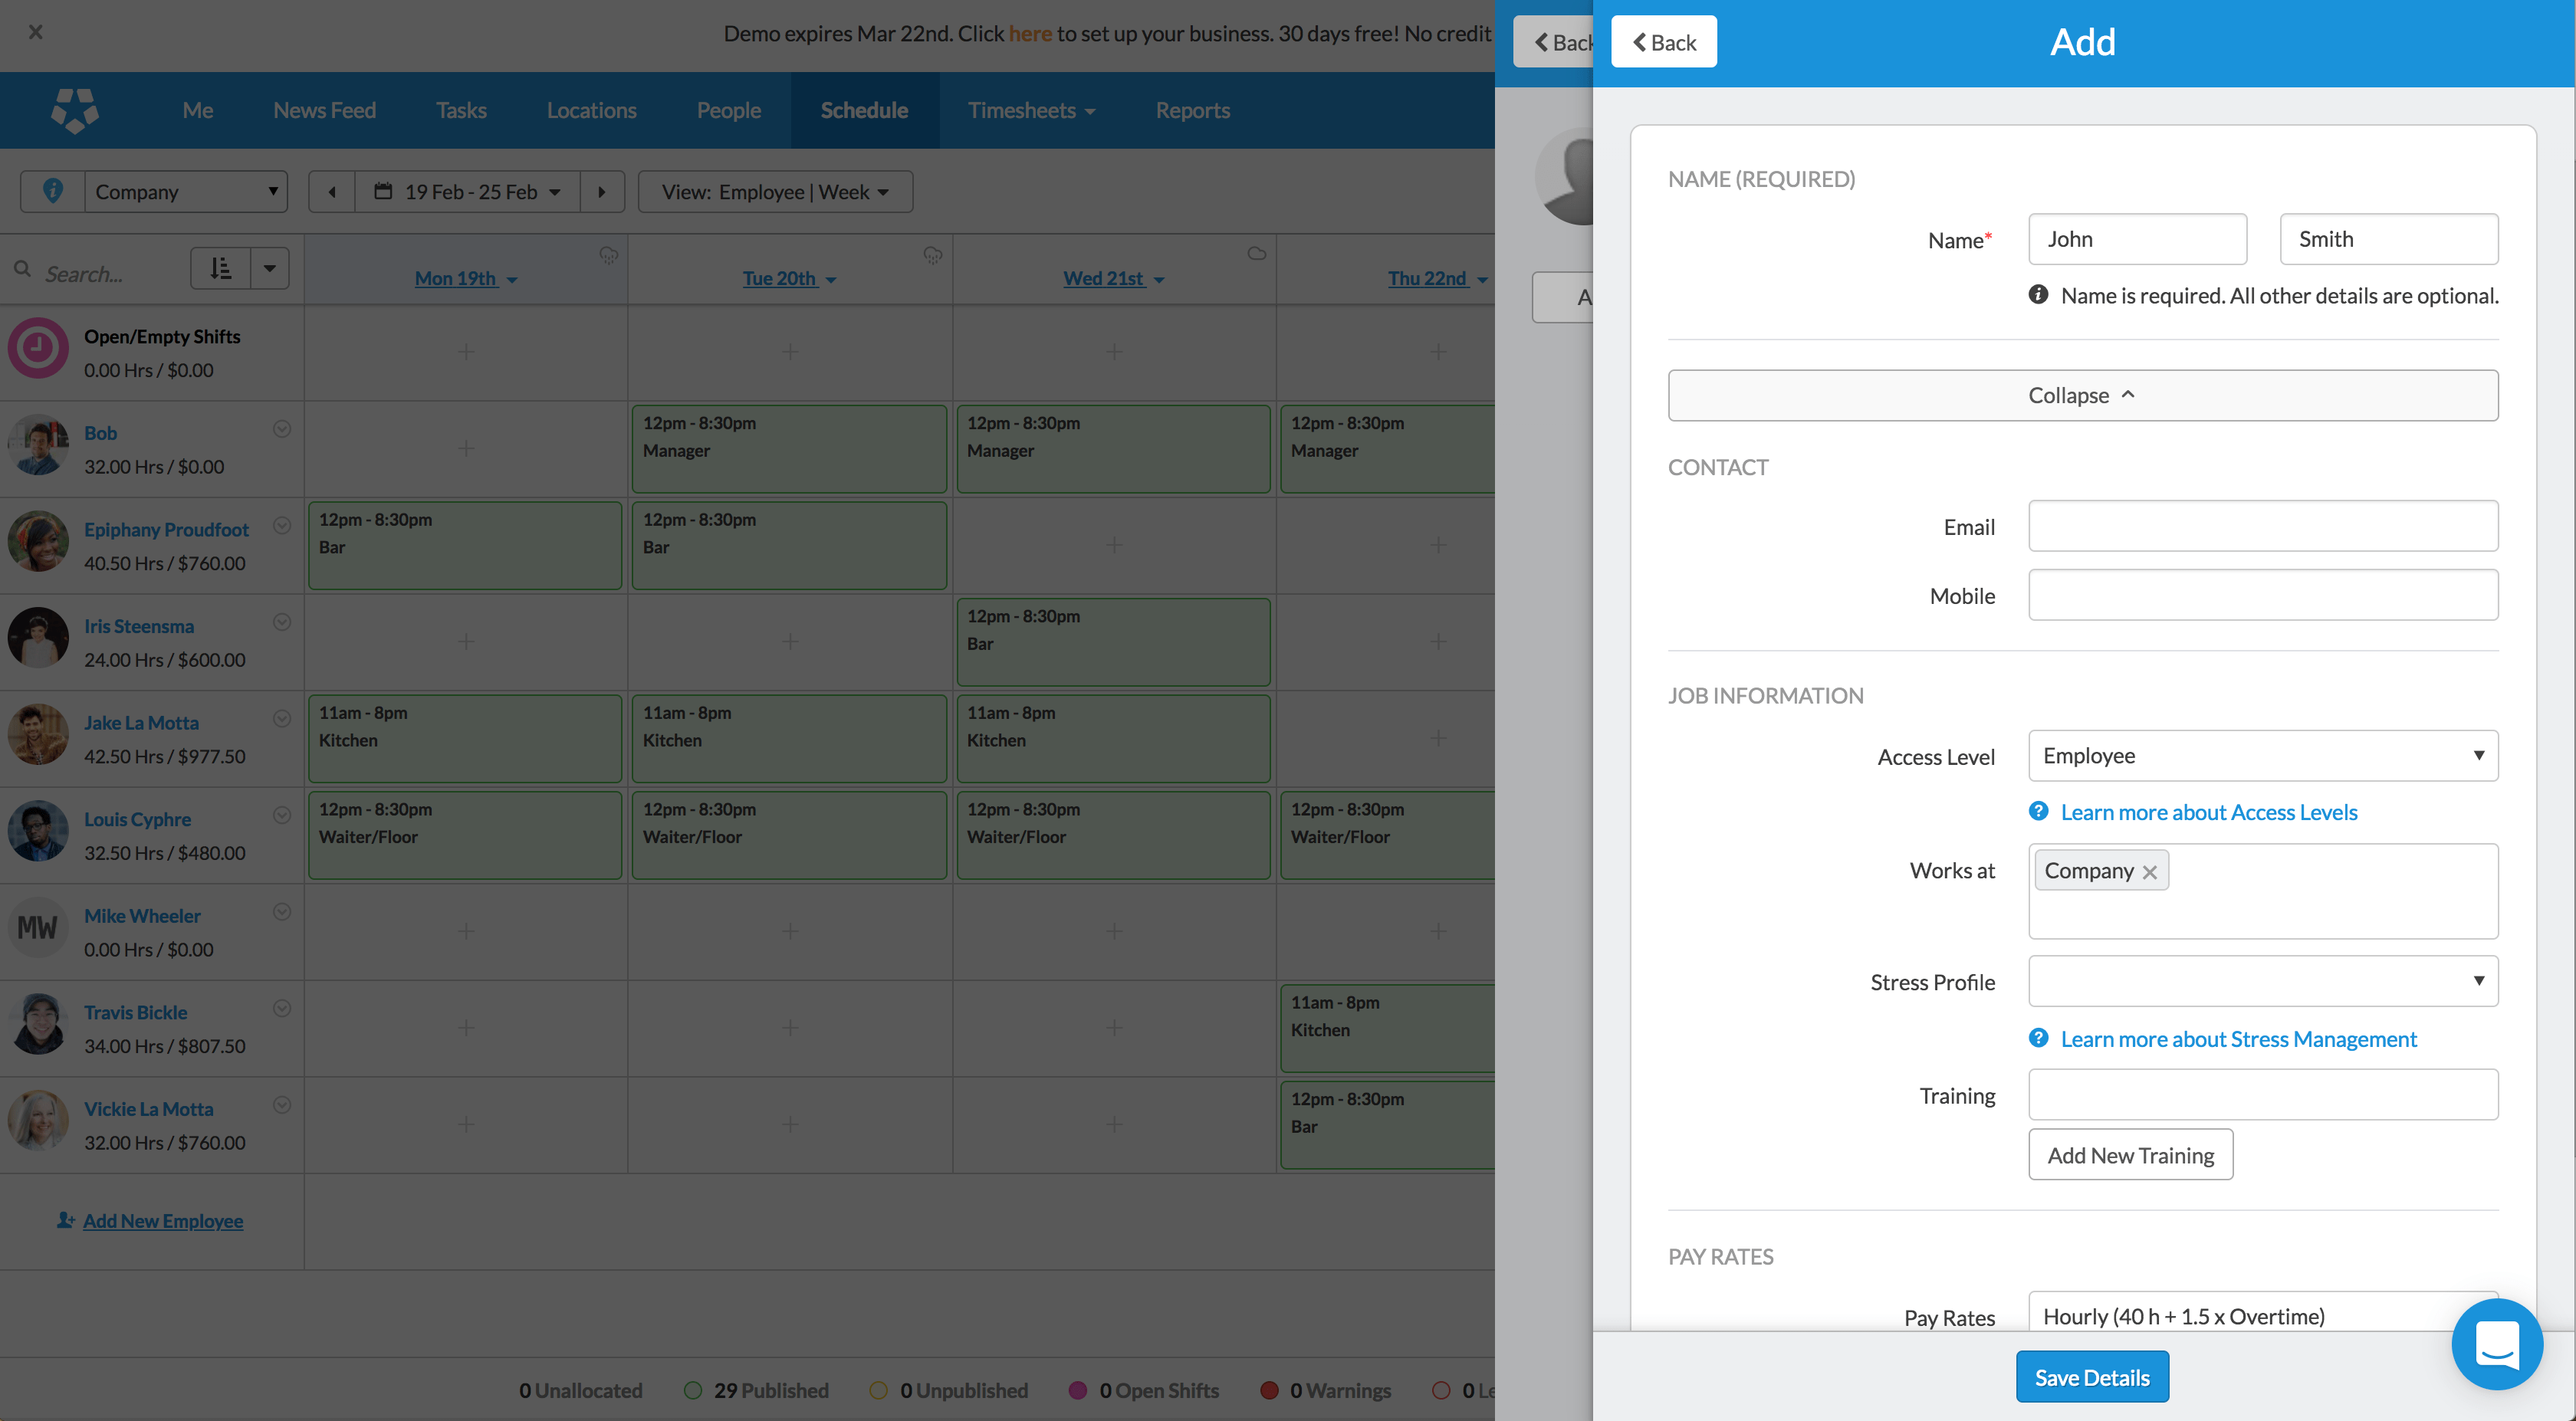 Demo expires Mar 22nd. Click here to set up your business. 30 days free! No credit
Me
News Feed
Tasks
Locations
People
Schedule
Timesheets
Reports
Company
19 Feb - 25 Feb
View: Employee | Week
Search...
Mon 19th
Tue 20th
Wed 21st
Thu 22nd
Open/Empty Shifts
0.00 Hrs / $0.00
Bob
32.00 Hrs / $0.00
12pm - 8:30pm
Manager
12pm - 8:30pm
Manager
12pm - 8:30pm
Manager
Epiphany Proudfoot
40.50 Hrs / $760.00
12pm - 8:30pm
Bar
12pm - 8:30pm
Bar
Iris Steensma
24.00 Hrs / $600.00
12pm - 8:30pm
Bar
Jake La Motta
42.50 Hrs / $977.50
11am - 8pm
Kitchen
11am - 8pm
Kitchen
11am - 8pm
Kitchen
Louis Cyphre
32.50 Hrs / $480.00
12pm - 8:30pm
Waiter/Floor
12pm - 8:30pm
Waiter/Floor
12pm - 8:30pm
Waiter/Floor
12pm - 8:30pm
Waiter/Floor
MW
Mike Wheeler
0.00 Hrs / $0.00
Travis Bickle
34.00 Hrs / $807.50
11am - 8pm
Kitchen
Vickie La Motta
32.00 Hrs / $760.00
12pm - 8:30pm
Bar
Add New Employee
0 Unallocated
29 Published
0 Unpublished
0 Open Shifts
0 Warnings
0 Le
Back
A
Back
Add
NAME (REQUIRED)
Name*
John
Smith
Name is required. All other details are optional.
Collapse
CONTACT
Email
Mobile
JOB INFORMATION
Access Level
Employee
Learn more about Access Levels
Works at
Company
Stress Profile
Learn more about Stress Management
Training
Add New Training
PAY RATES
Pay Rates
Hourly (40 h + 1.5 x Overtime)
Save Details